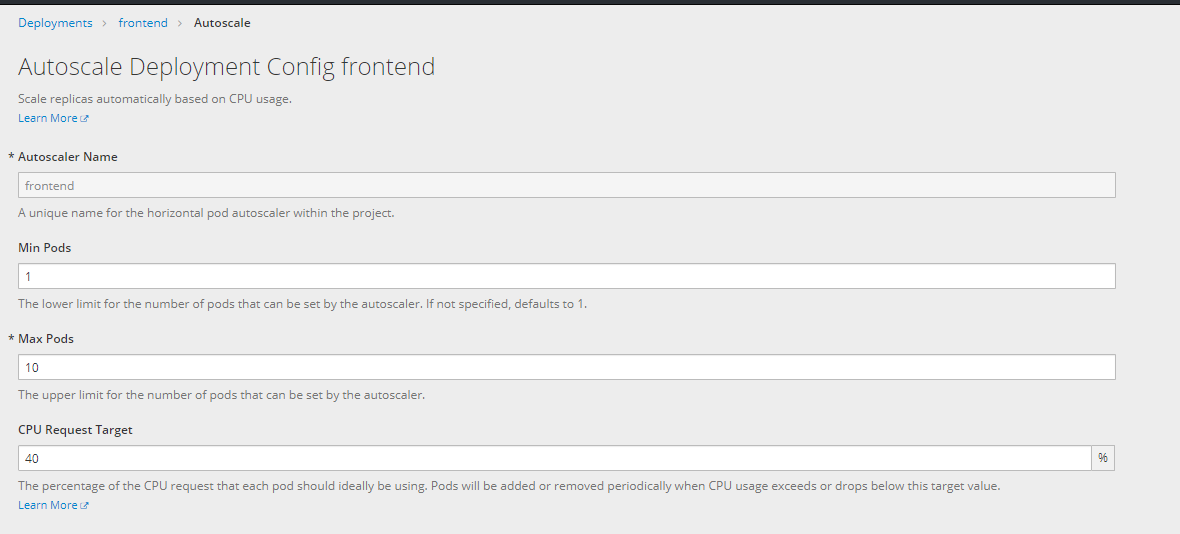 Deployments > frontend > Autoscale
Autoscale Deployment Config frontend
Scale replicas automatically based on CPU usage.
Learn More
* Autoscaler Name
frontend
A unique name for the horizontal pod autoscaler within the project.
Min Pods
1
The lower limit for the number of pods that can be set by the autoscaler. If not specified, defaults to 1.
* Max Pods
10
The upper limit for the number of pods that can be set by the autoscaler.
CPU Request Target
40 %
The percentage of the CPU request that each pod should ideally be using. Pods will be added or removed periodically when CPU usage exceeds or drops below this target value.
Learn More